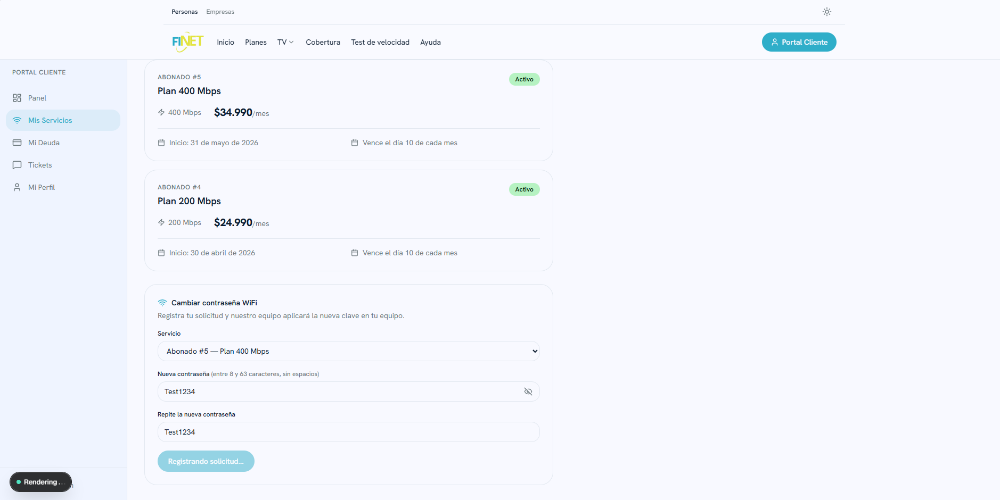 Personas
Empresas
FINET
Inicio
Planes
TV
Cobertura
Test de velocidad
Ayuda
Portal Cliente
PORTAL CLIENTE
Panel
Mis Servicios
Mi Deuda
Tickets
Mi Perfil
ABONADO #5
Activo
Plan 400 Mbps
400 Mbps
$34.990/mes
Inicio: 31 de mayo de 2026
Vence el día 10 de cada mes
ABONADO #4
Activo
Plan 200 Mbps
200 Mbps
$24.990/mes
Inicio: 30 de abril de 2026
Vence el día 10 de cada mes
Cambiar contraseña WiFi
Registra tu solicitud y nuestro equipo aplicará la nueva clave en tu equipo.
Servicio
Abonado #5 — Plan 400 Mbps
Nueva contraseña (entre 8 y 63 caracteres, sin espacios)
Test1234
Repite la nueva contraseña
Test1234
Registrando solicitud...
Rendering...